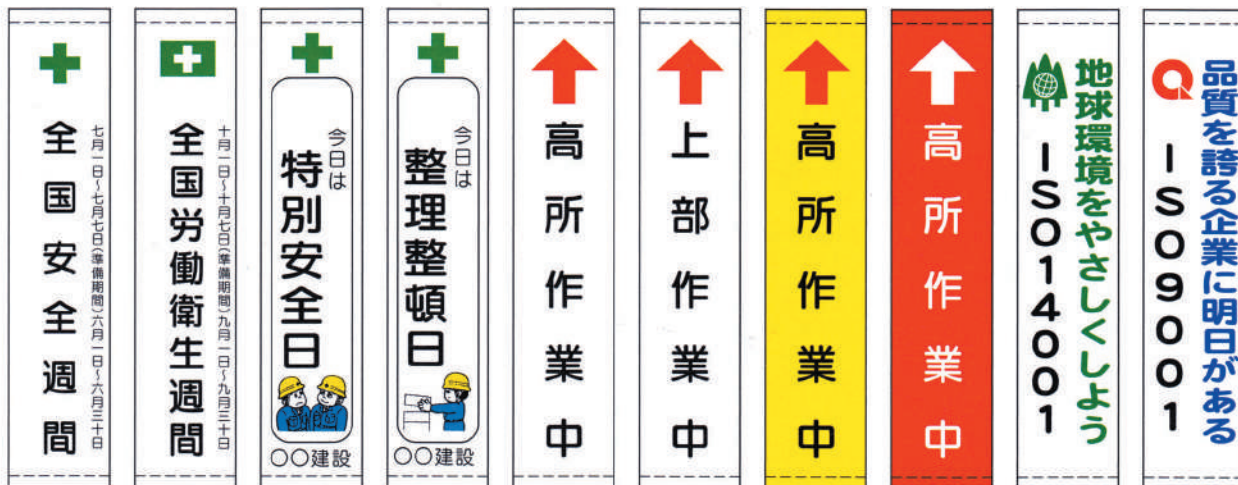 全国安全週間
七月一日～七月七日(準備期間)六月一日～六月三十日
全国労働衛生週間
十月一日～十月七日(準備期間)九月一日～九月三十日
今日は
特別安全日
〇〇建設
今日は
整理整頓日
〇〇建設
高所作業中
上部作業中
高所作業中
高所作業中
地球環境をやさしくしよう
ISO14001
品質を誇る企業に明日がある
Q
ISO9001